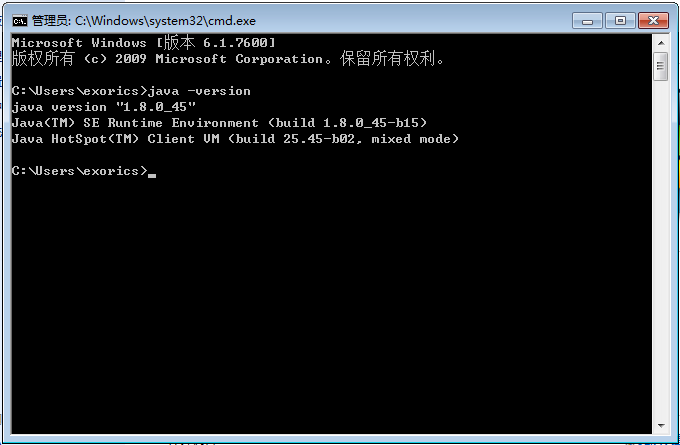 管理员: C:\Windows\system32\cmd.exe
Microsoft Windows [版本 6.1.7600]
版权所有 (c) 2009 Microsoft Corporation。保留所有权利。
C:\Users\exorics>java -version
java version "1.8.0_45"
Java(TM) SE Runtime Environment (build 1.8.0_45-b15)
Java HotSpot(TM) Client VM (build 25.45-b02, mixed mode)
C:\Users\exorics>_